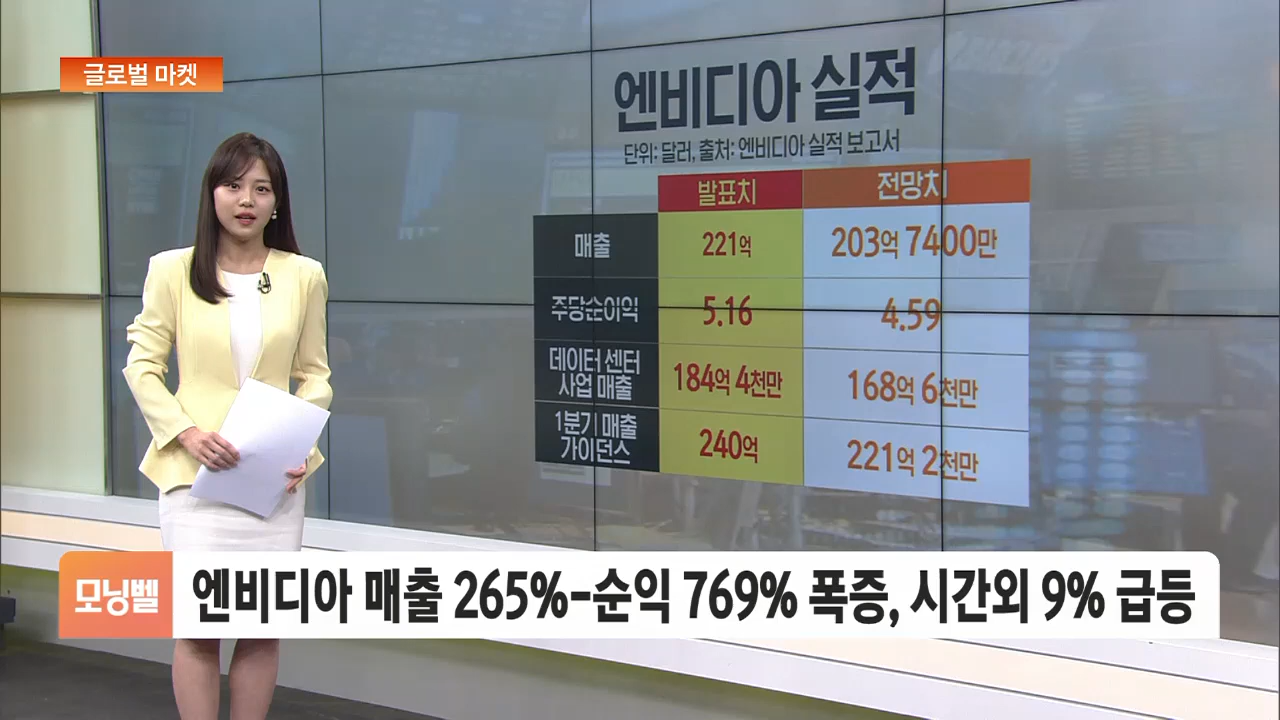 글로벌 마켓
엔비디아 실적
단위: 달러, 출처: 엔비디아 실적 보고서
발표치 전망치
매출 221억 203억 7400만
주당순이익 5.16 4.59
데이터 센터
사업 매출 184억 4천만 168억 6천만
1분기 매출
가이던스 240억 221억 2천만
모닝벨 엔비디아 매출 265%-순익 769% 폭증, 시간외 9% 급등